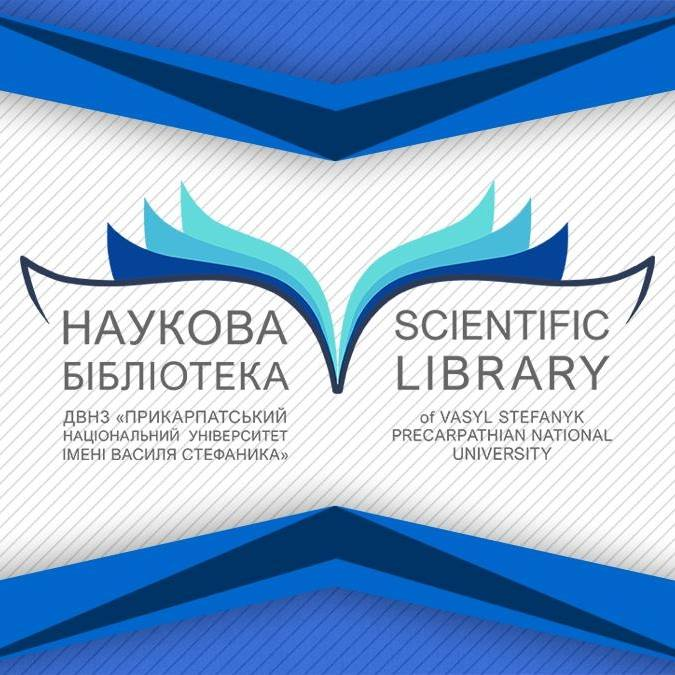 НАУКОВА
БІБЛІОТЕКА
ДВНЗ «ПРИКАРПАТСЬКИЙ
НАЦІОНАЛЬНИЙ УНІВЕРСИТЕТ
ІМЕНІ ВАСИЛЯ СТЕФАНИКА»
SCIENTIFIC
LIBRARY
of VASYL STEFANYK
PRECARPATHIAN NATIONAL
UNIVERSITY